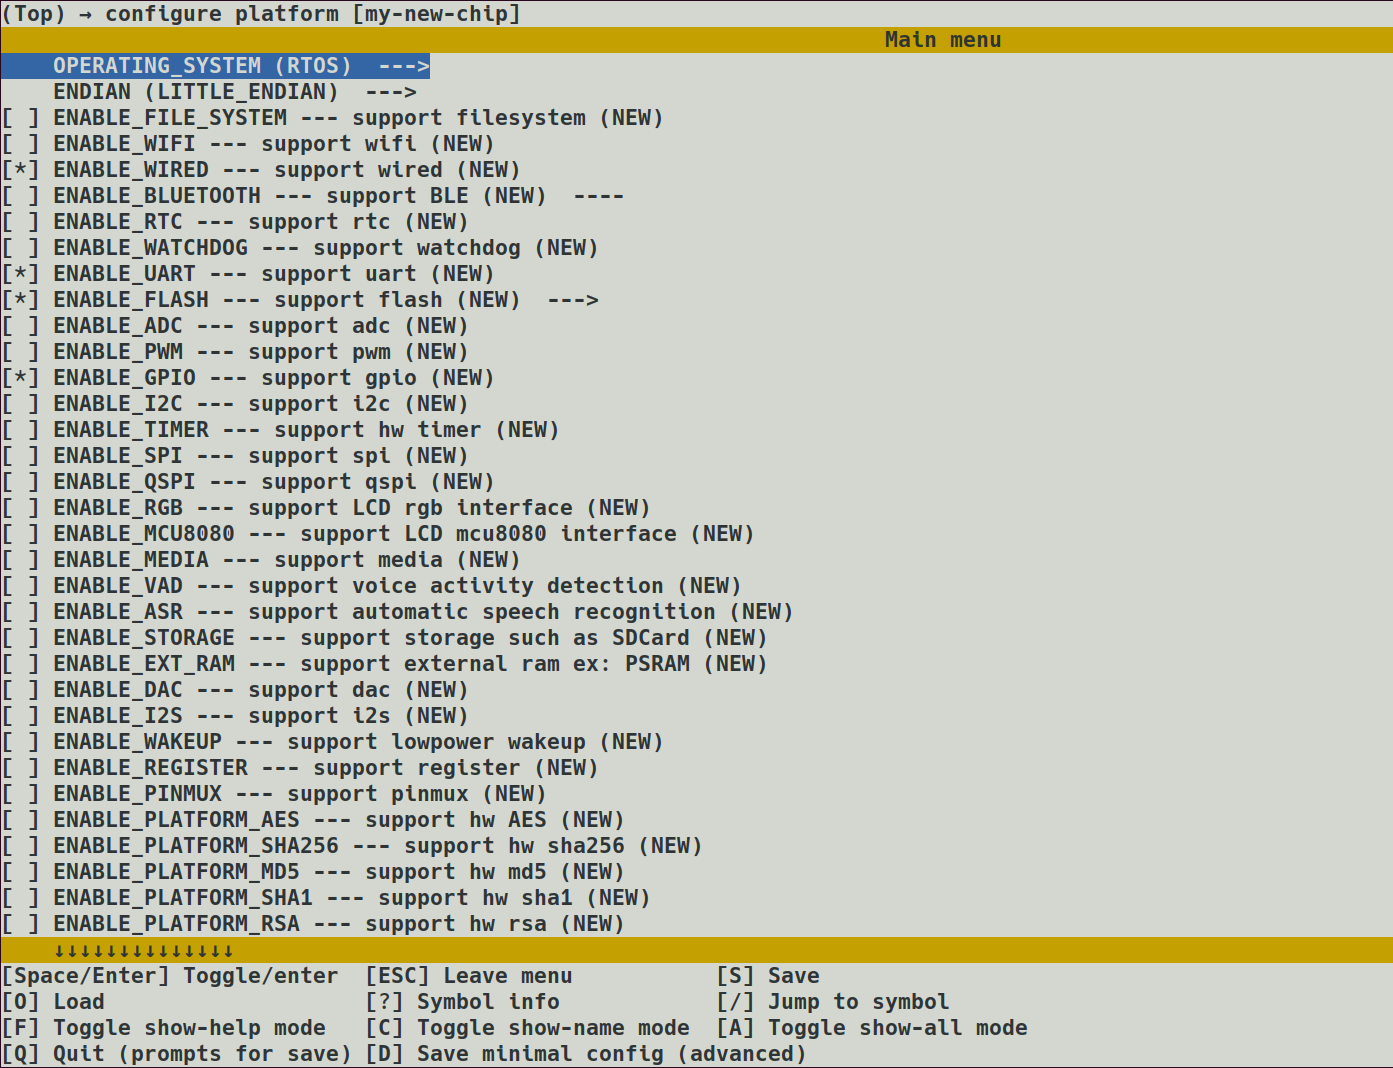 (Top) → configure platform [my-new-chip]
Main menu
OPERATING_SYSTEM (RTOS)  --->
ENDIAN (LITTLE_ENDIAN)  --->
[ ] ENABLE_FILE_SYSTEM --- support filesystem (NEW)
[ ] ENABLE_WIFI --- support wifi (NEW)
[*] ENABLE_WIRED --- support wired (NEW)
[ ] ENABLE_BLUETOOTH --- support BLE (NEW)  ----
[ ] ENABLE_RTC --- support rtc (NEW)
[ ] ENABLE_WATCHDOG --- support watchdog (NEW)
[*] ENABLE_UART --- support uart (NEW)
[*] ENABLE_FLASH --- support flash (NEW)  --->
[ ] ENABLE_ADC --- support adc (NEW)
[ ] ENABLE_PWM --- support pwm (NEW)
[*] ENABLE_GPIO --- support gpio (NEW)
[ ] ENABLE_I2C --- support i2c (NEW)
[ ] ENABLE_TIMER --- support hw timer (NEW)
[ ] ENABLE_SPI --- support spi (NEW)
[ ] ENABLE_QSPI --- support qspi (NEW)
[ ] ENABLE_RGB --- support LCD rgb interface (NEW)
[ ] ENABLE_MCU8080 --- support LCD mcu8080 interface (NEW)
[ ] ENABLE_MEDIA --- support media (NEW)
[ ] ENABLE_VAD --- support voice activity detection (NEW)
[ ] ENABLE_ASR --- support automatic speech recognition (NEW)
[ ] ENABLE_STORAGE --- support storage such as SDCard (NEW)
[ ] ENABLE_EXT_RAM --- support external ram ex: PSRAM (NEW)
[ ] ENABLE_DAC --- support dac (NEW)
[ ] ENABLE_I2S --- support i2s (NEW)
[ ] ENABLE_WAKEUP --- support lowpower wakeup (NEW)
[ ] ENABLE_REGISTER --- support register (NEW)
[ ] ENABLE_PINMUX --- support pinmux (NEW)
[ ] ENABLE_PLATFORM_AES --- support hw AES (NEW)
[ ] ENABLE_PLATFORM_SHA256 --- support hw sha256 (NEW)
[ ] ENABLE_PLATFORM_MD5 --- support hw md5 (NEW)
[ ] ENABLE_PLATFORM_SHA1 --- support hw sha1 (NEW)
[ ] ENABLE_PLATFORM_RSA --- support hw rsa (NEW)
↓↓↓↓↓↓↓↓↓↓↓↓↓↓
[Space/Enter] Toggle/enter  [ESC] Leave menu           [S] Save
[O] Load                    [?] Symbol info            [/] Jump to symbol
[F] Toggle show-help mode   [C] Toggle show-name mode  [A] Toggle show-all mode
[Q] Quit (prompts for save) [D] Save minimal config (advanced)